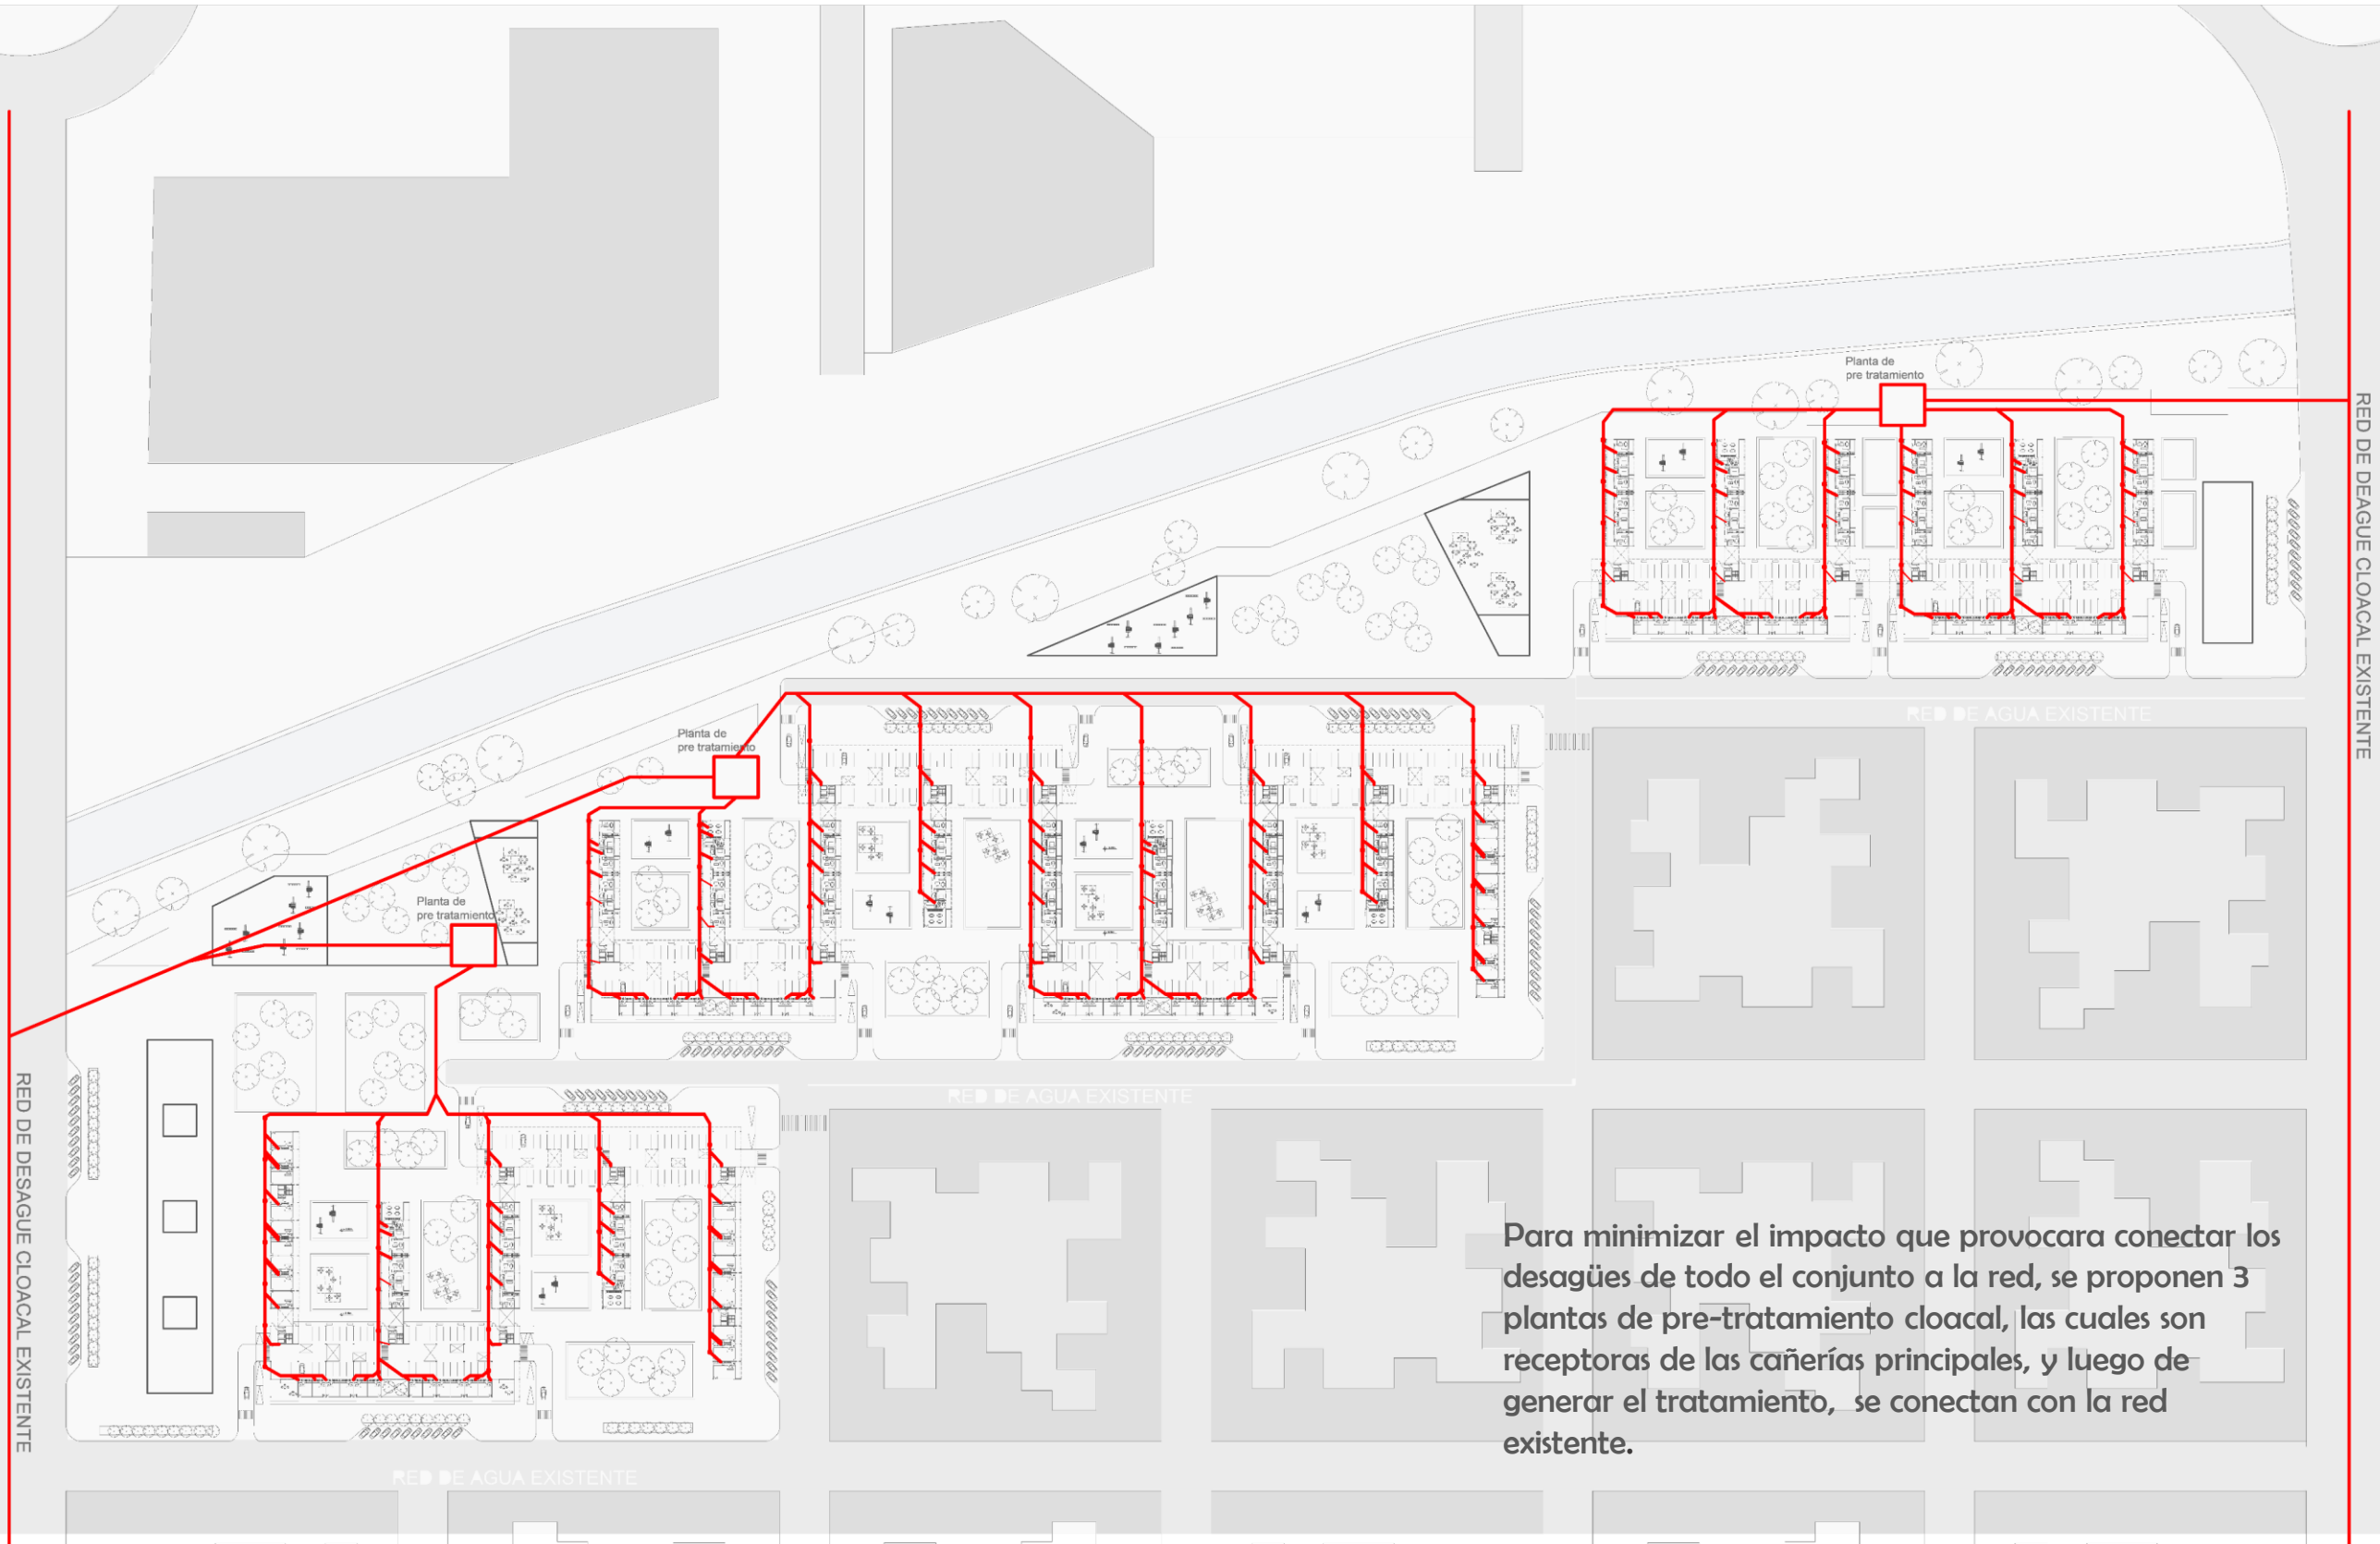 Planta de
pre tratamiento
RED DE DEAGUE CLOACAL EXISTENTE
RED DE AGUA EXISTENTE
Planta de
pre tratamiento
Planta de
pre tratamiento
RED DE AGUA EXISTENTE
RED DE DESAGUE CLOACAL EXISTENTE
Para minimizar el impacto que provocara conectar los
desagües de todo el conjunto a la red, se proponen 3
plantas de pre-tratamiento cloacal, las cuales son
receptoras de las cañerías principales, y luego de
generar el tratamiento, se conectan con la red
existente.
RED DE AGUA EXISTENTE